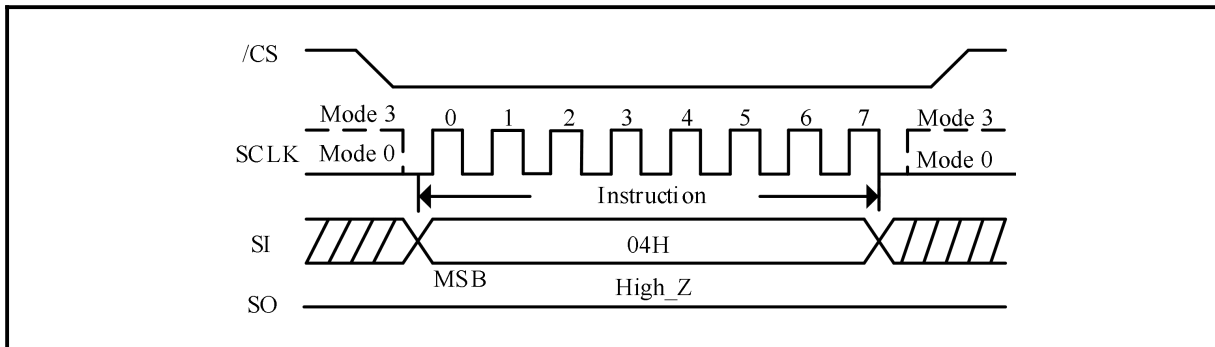 /CS
Mode 3 0 1 2 3 4 5 6 7 Mode 3
SCLK Mode 0 Mode 0
Instruction
SI 04H
MSB High_Z
SO